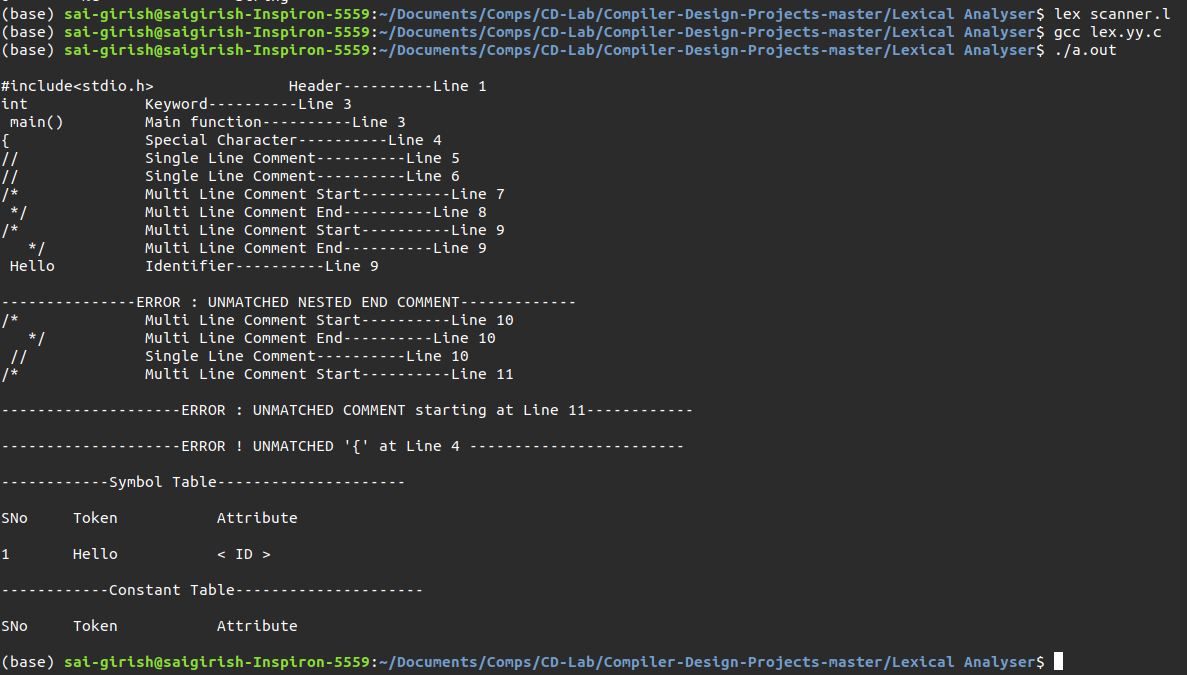 String
(base) sai-girish@saigirish-Inspiron-5559:~/Documents/Comps/CD-Lab/Compiler-Design-Projects-master/Lexical Analyser$ lex scanner.l
(base) sai-girish@saigirish-Inspiron-5559:~/Documents/Comps/CD-Lab/Compiler-Design-Projects-master/Lexical Analyser$ gcc lex.yy.c
(base) sai-girish@saigirish-Inspiron-5559:~/Documents/Comps/CD-Lab/Compiler-Design-Projects-master/Lexical Analyser$ ./a.out
#include<stdio.h> Header----------Line 1
int Keyword----------Line 3
main() Main function----------Line 3
{ Special Character----------Line 4
// Single Line Comment----------Line 5
// Single Line Comment----------Line 6
/* Multi Line Comment Start----------Line 7
*/ Multi Line Comment End----------Line 8
/* Multi Line Comment Start----------Line 9
*/ Multi Line Comment End----------Line 9
Hello Identifier----------Line 9
---------------ERROR : UNMATCHED NESTED END COMMENT-------------
/* Multi Line Comment Start----------Line 10
*/ Multi Line Comment End----------Line 10
// Single Line Comment----------Line 10
/* Multi Line Comment Start----------Line 11
--------------------ERROR : UNMATCHED COMMENT starting at Line 11------------
--------------------ERROR ! UNMATCHED '{' at Line 4 ------------------------
------------Symbol Table---------------------
SNo Token Attribute
1 Hello < ID >
------------Constant Table---------------------
SNo Token Attribute
(base) sai-girish@saigirish-Inspiron-5559:~/Documents/Comps/CD-Lab/Compiler-Design-Projects-master/Lexical Analyser$